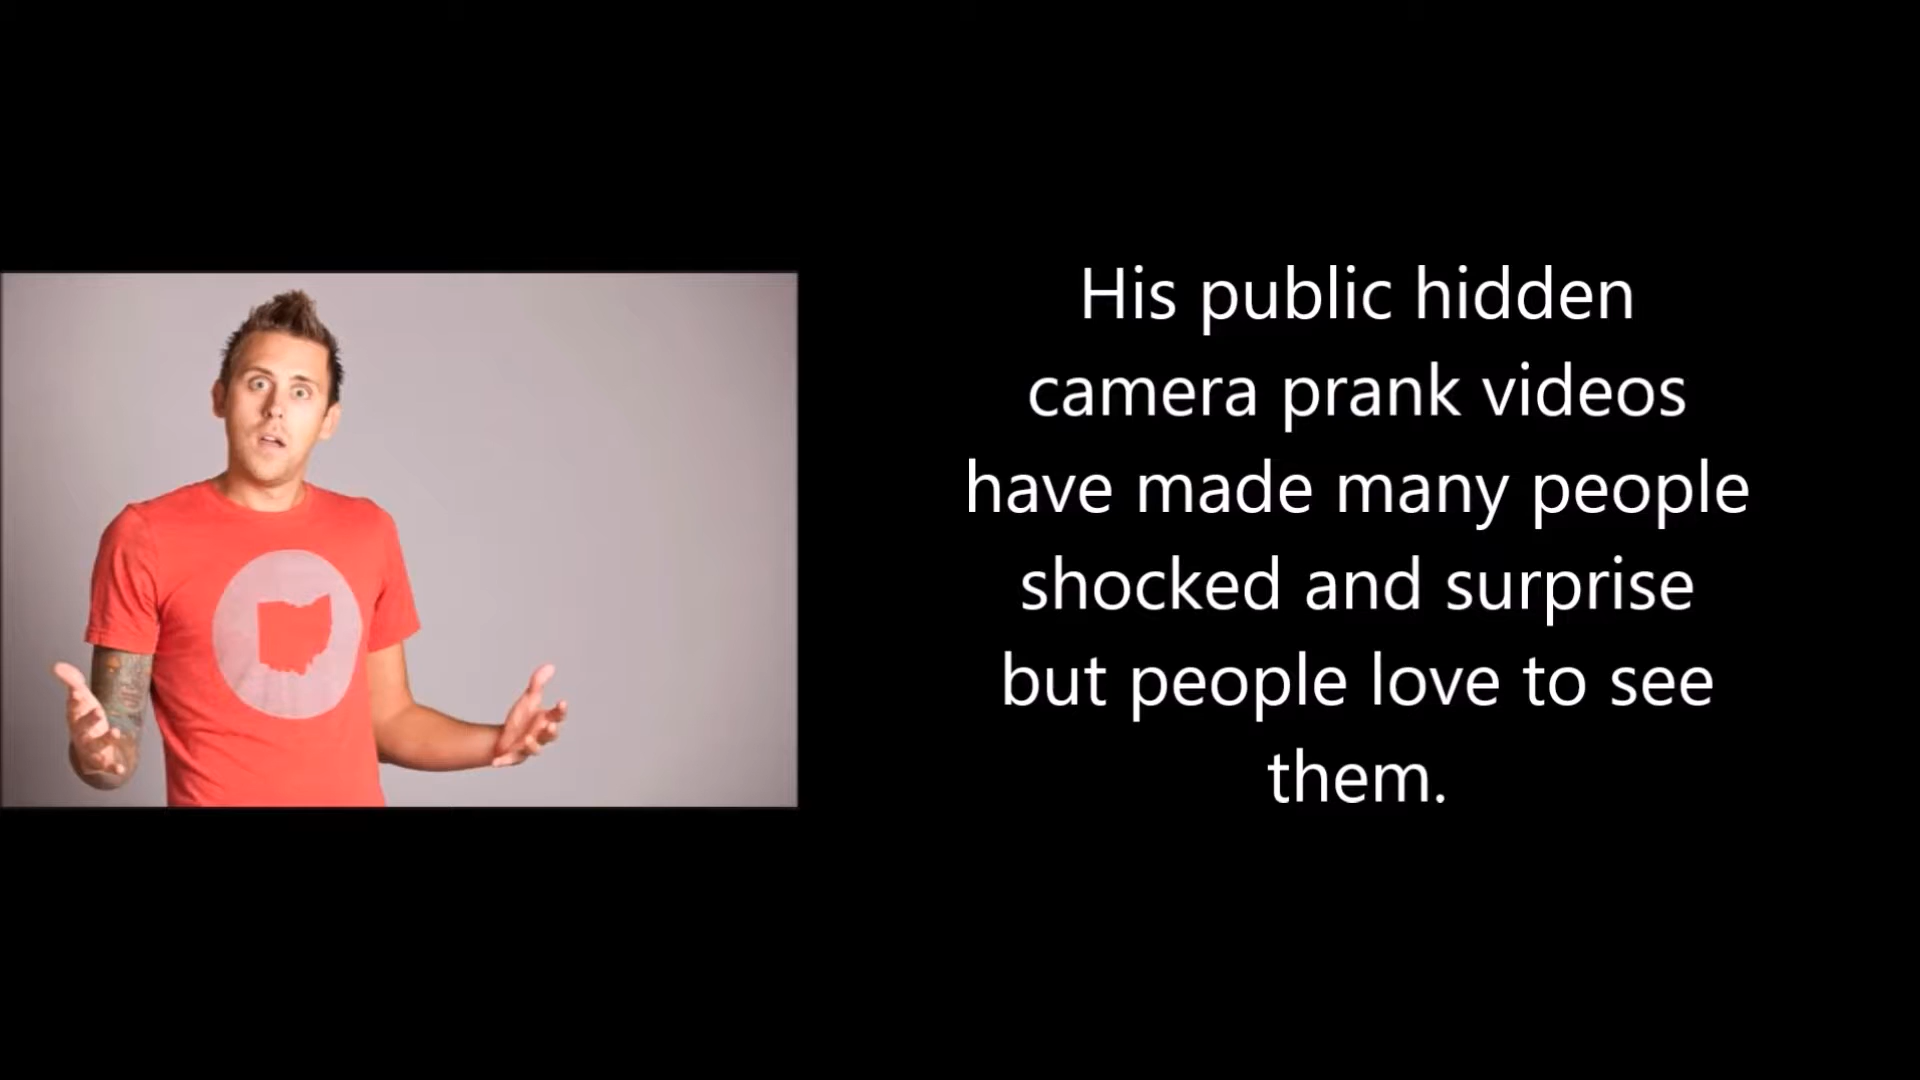 His public hidden
camera prank videos
have made many people
shocked and surprise
but people love to see
them.